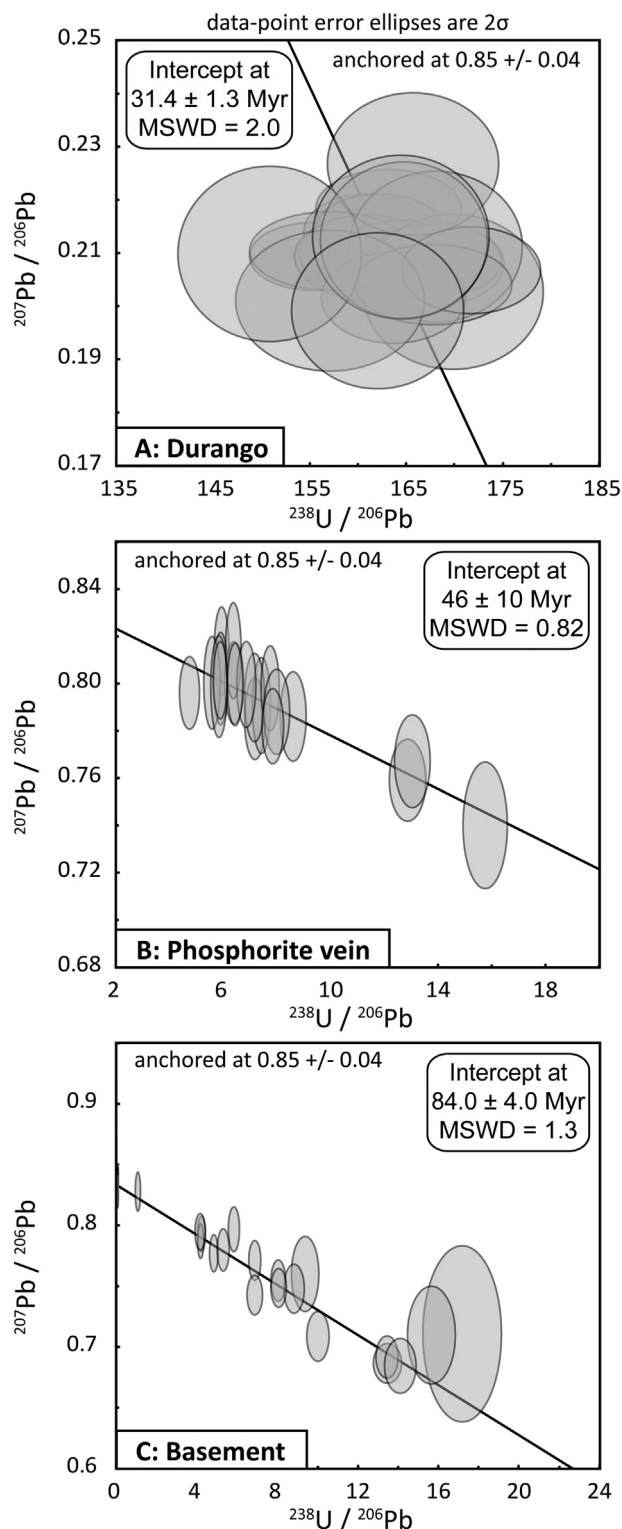 data-point error ellipses are 2σ
0.25
Intercept at
31.4 ± 1.3 Myr
MSWD = 2.0
anchored at 0.85 +/- 0.04
0.23
0.21
0.19
0.17
²⁰⁷Pb / ²⁰⁶Pb
A: Durango
135 145 155 165 175 185
²³⁸U / ²⁰⁶Pb
anchored at 0.85 +/- 0.04
Intercept at
46 ± 10 Myr
MSWD = 0.82
0.84
0.80
0.76
0.72
0.68
²⁰⁷Pb / ²⁰⁶Pb
B: Phosphorite vein
2 6 10 14 18
²³⁸U / ²⁰⁶Pb
anchored at 0.85 +/- 0.04
Intercept at
84.0 ± 4.0 Myr
MSWD = 1.3
0.9
0.8
0.7
0.6
²⁰⁷Pb / ²⁰⁶Pb
C: Basement
0 4 8 12 16 20 24
²³⁸U / ²⁰⁶Pb